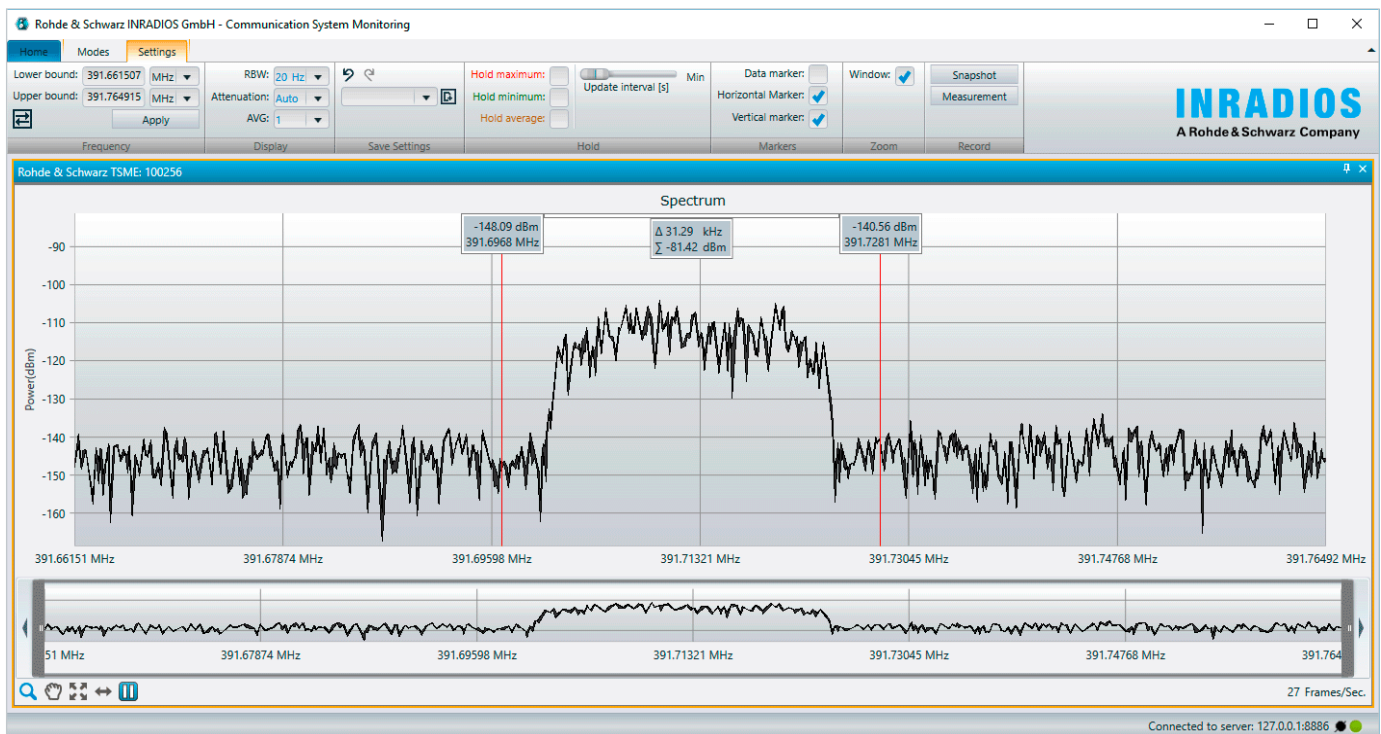 Rohde & Schwarz INRADIOS GmbH - Communication System Monitoring
Home Modes Settings
Lower bound: 391.661507 MHz RBW: 20 Hz Hold maximum: Min Data marker: Window: Snapshot
Update interval [s]
Upper bound: 391.764915 MHz Attenuation: Auto Hold minimum: Horizontal Marker: Measurement
Apply AVG: 1 Hold average: Vertical marker:
INRADIOS
A Rohde & Schwarz Company
Frequency Display Save Settings Hold Markers Zoom Record
Rohde & Schwarz TSME: 100256
Spectrum
-148.09 dBm
391.6968 MHz
Δ 31.29 kHz
∑ -81.42 dBm
-140.56 dBm
391.7281 MHz
Power(dBm)
-90
-100
-110
-120
-130
-140
-150
-160
391.66151 MHz 391.67874 MHz 391.69598 MHz 391.71321 MHz 391.73045 MHz 391.74768 MHz 391.76492 MHz
51 MHz 391.67874 MHz 391.69598 MHz 391.71321 MHz 391.73045 MHz 391.74768 MHz 391.764
27 Frames/Sec.
Connected to server: 127.0.0.1:8886